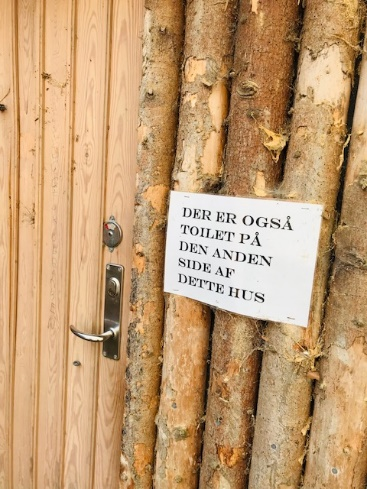 DER ER OGSÅ
TOILET PÅ
DEN ANDEN
SIDE AF
DETTE HUS